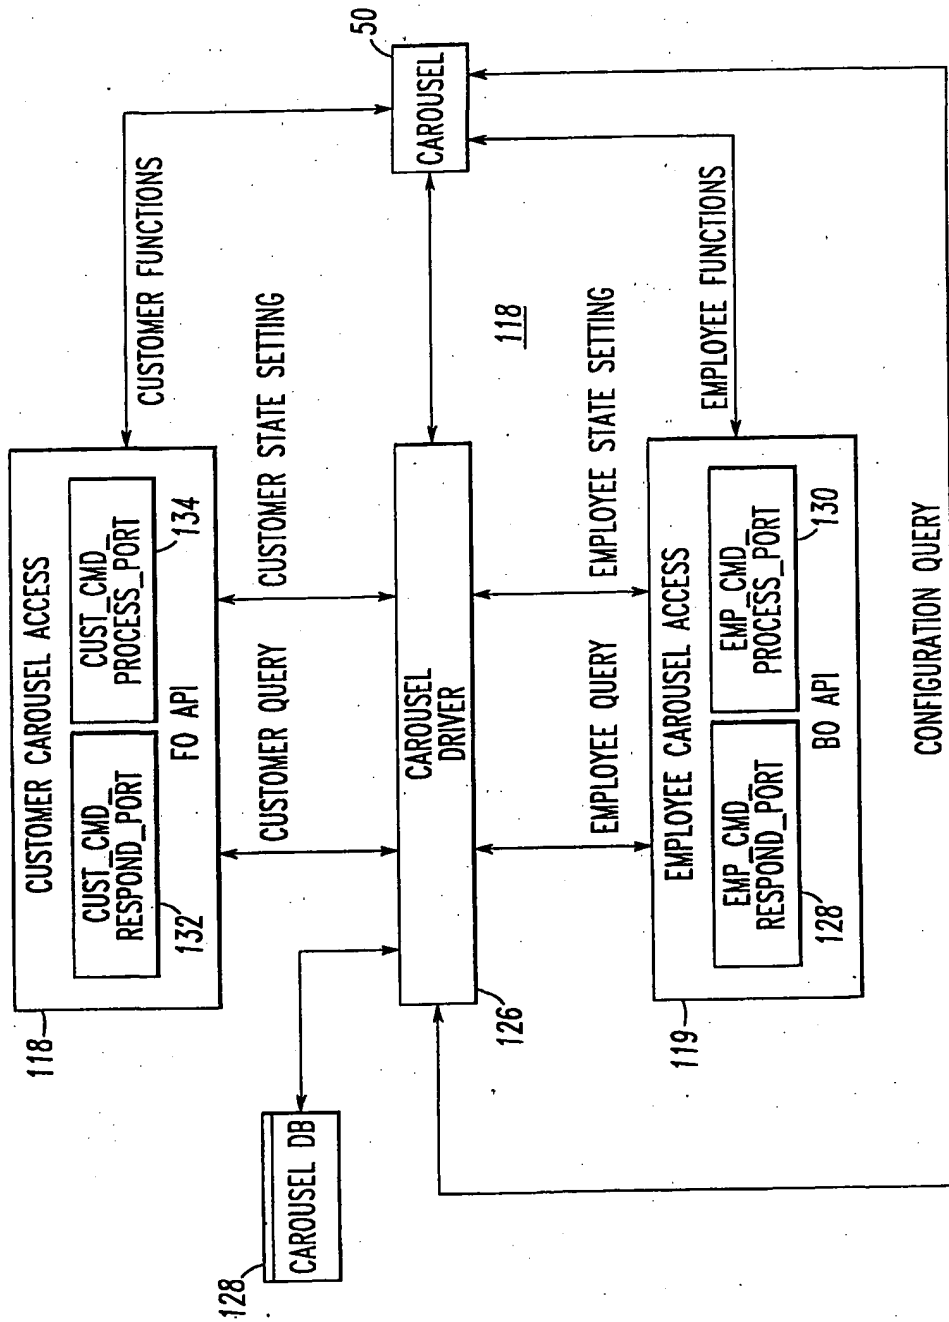 118
CUSTOMER CAROUSEL ACCESS
CUST_CMD_
RESPOND_PORT
132
CUST_CMD_
PROCESS_PORT
134
FO API
CUSTOMER FUNCTIONS
CUSTOMER QUERY
CUSTOMER STATE SETTING
128
CAROUSEL DB
CAROUSEL
DRIVER
126
CAROUSEL
50
118
EMPLOYEE QUERY
EMPLOYEE STATE SETTING
EMPLOYEE FUNCTIONS
119
EMPLOYEE CAROUSEL ACCESS
EMP_CMD_
RESPOND_PORT
128
EMP_CMD_
PROCESS_PORT
130
BO API
CONFIGURATION QUERY